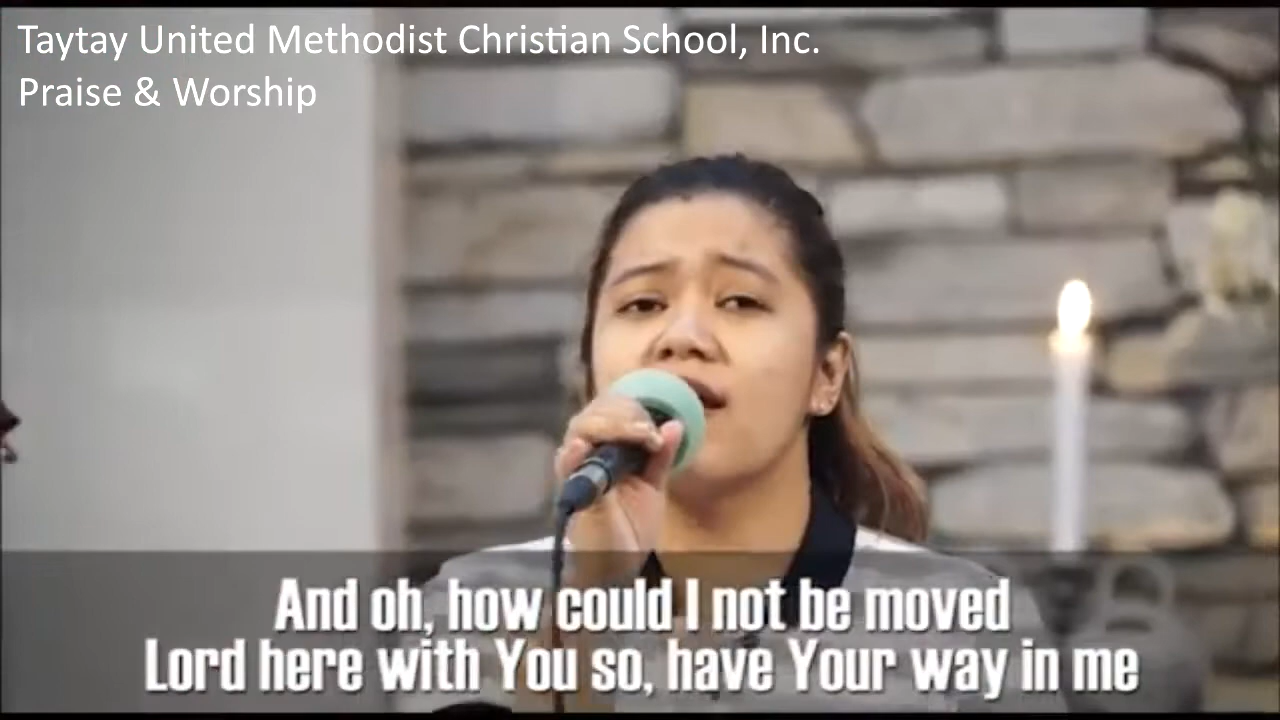 Taytay United Methodist Christian School, Inc.
Praise & Worship
And oh, how could I not be moved
Lord here with You so, have Your way in me